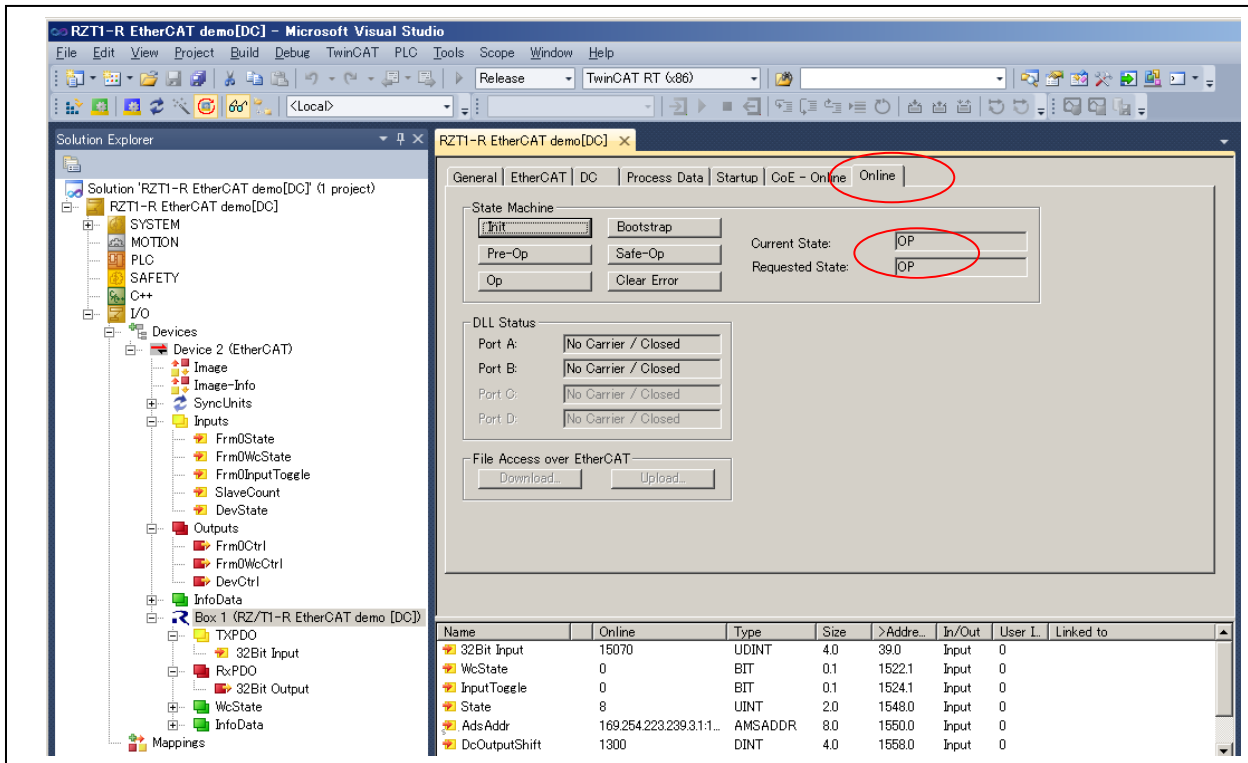 RZT1-R EtherCAT demo[DC] - Microsoft Visual Studio
File Edit View Project Build Debug TwinCAT PLC Tools Scope Window Help
Release TwinCAT RT (x86)
<Local>
Solution Explorer
RZT1-R EtherCAT demo[DC]
Solution 'RZT1-R EtherCAT demo[DC]' (1 project)
RZT1-R EtherCAT demo[DC]
SYSTEM
MOTION
PLC
SAFETY
C++
I/O
Devices
Device 2 (EtherCAT)
Image
Image-Info
SyncUnits
Inputs
Frm0State
Frm0WcState
Frm0InputToggle
SlaveCount
DevState
Outputs
Frm0Ctrl
Frm0WcCtrl
DevCtrl
InfoData
Box 1 (RZ/T1-R EtherCAT demo [DC])
TXPDO
32Bit Input
RxPDO
32Bit Output
WcState
InfoData
Mappings
General EtherCAT DC Process Data Startup CoE - Online Online
State Machine
Init Bootstrap
Pre-Op Safe-Op
Op Clear Error
Current State: OP
Requested State: OP
DLL Status
Port A: No Carrier / Closed
Port B: No Carrier / Closed
Port C: No Carrier / Closed
Port D: No Carrier / Closed
File Access over EtherCAT
Download... Upload...
Name Online Type Size >Addre... In/Out User I... Linked to
32Bit Input 15070 UDINT 4.0 39.0 Input 0
WcState 0 BIT 0.1 1522.1 Input 0
InputToggle 0 BIT 0.1 1524.1 Input 0
State 8 UINT 2.0 1548.0 Input 0
AdsAddr 169.254.223.239.3.1:1... AMSADDR 8.0 1550.0 Input 0
DcOutputShift 1300 DINT 4.0 1558.0 Input 0